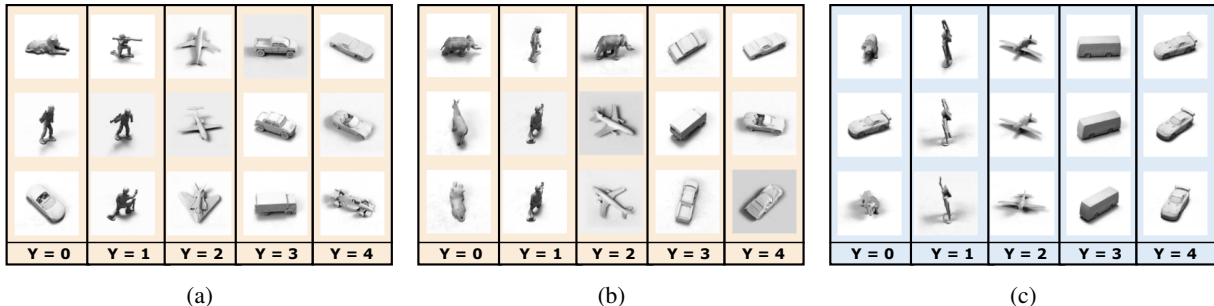 Y = 0 Y = 1 Y = 2 Y = 3 Y = 4
Y = 0 Y = 1 Y = 2 Y = 3 Y = 4
Y = 0 Y = 1 Y = 2 Y = 3 Y = 4
(a) (b) (c)